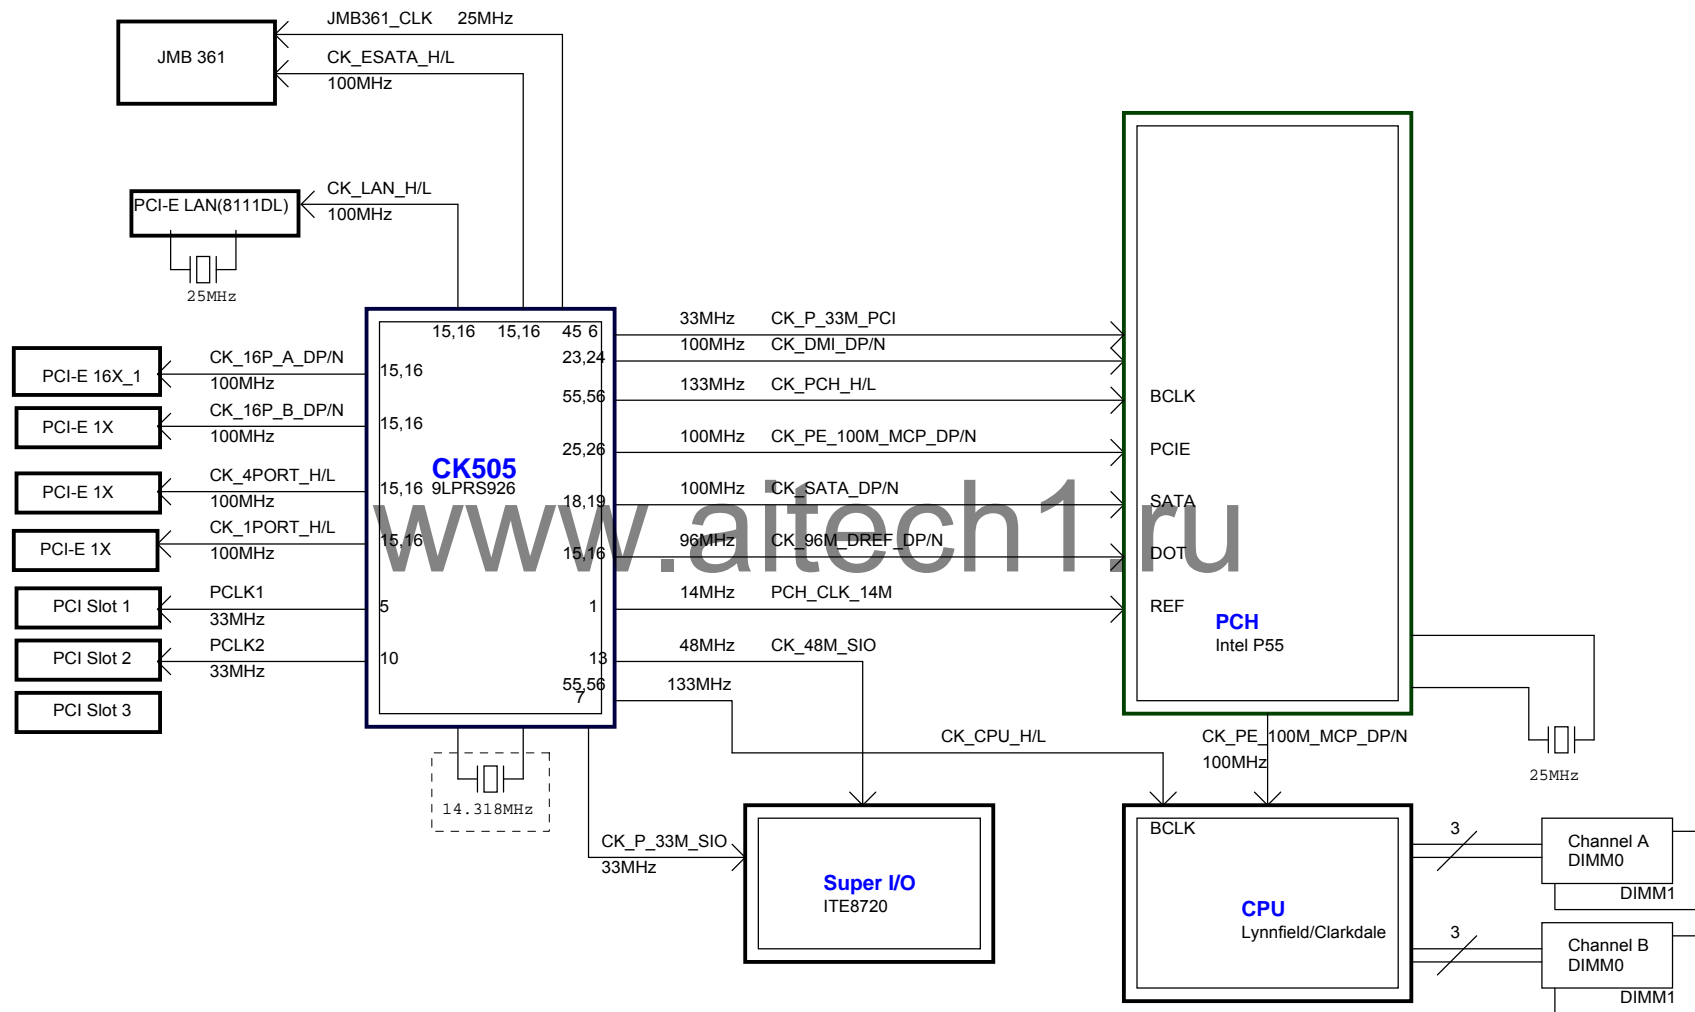 JMB361_CLK 25MHz
JMB 361
CK_ESATA_H/L
100MHz
CK_LAN_H/L
PCI-E LAN(8111DL)
100MHz
25MHz
15,16 15,16 45 6
33MHz CK_P_33M_PCI
100MHz CK_DMI_DP/N
23,24
CK_16P_A_DP/N
PCI-E 16X_1
100MHz
15,16
133MHz CK_PCH_H/L
55,56
BCLK
CK_16P_B_DP/N
PCI-E 1X
100MHz
15,16
100MHz CK_PE_100M_MCP_DP/N
25,26
PCIE
CK505
9LPRS926
CK_4PORT_H/L
PCI-E 1X
100MHz
15,16
100MHz CK_SATA_DP/N
18,19
SATA
www.aitech1.ru
CK_1PORT_H/L
PCI-E 1X
100MHz
15,16
96MHz CK_96M_DREF_DP/N
15,16
DOT
PCLK1
PCI Slot 1
33MHz
5
14MHz PCH_CLK_14M
1
REF
PCH
Intel P55
PCLK2
PCI Slot 2
33MHz
10
48MHz CK_48M_SIO
13
133MHz
55,56
7
PCI Slot 3
CK_CPU_H/L
CK_PE_100M_MCP_DP/N
100MHz
25MHz
14.318MHz
CK_P_33M_SIO
33MHz
Super I/O
ITE8720
BCLK
CPU
Lynnfield/Clarkdale
3
Channel A
DIMM0
DIMM1
3
Channel B
DIMM0
DIMM1